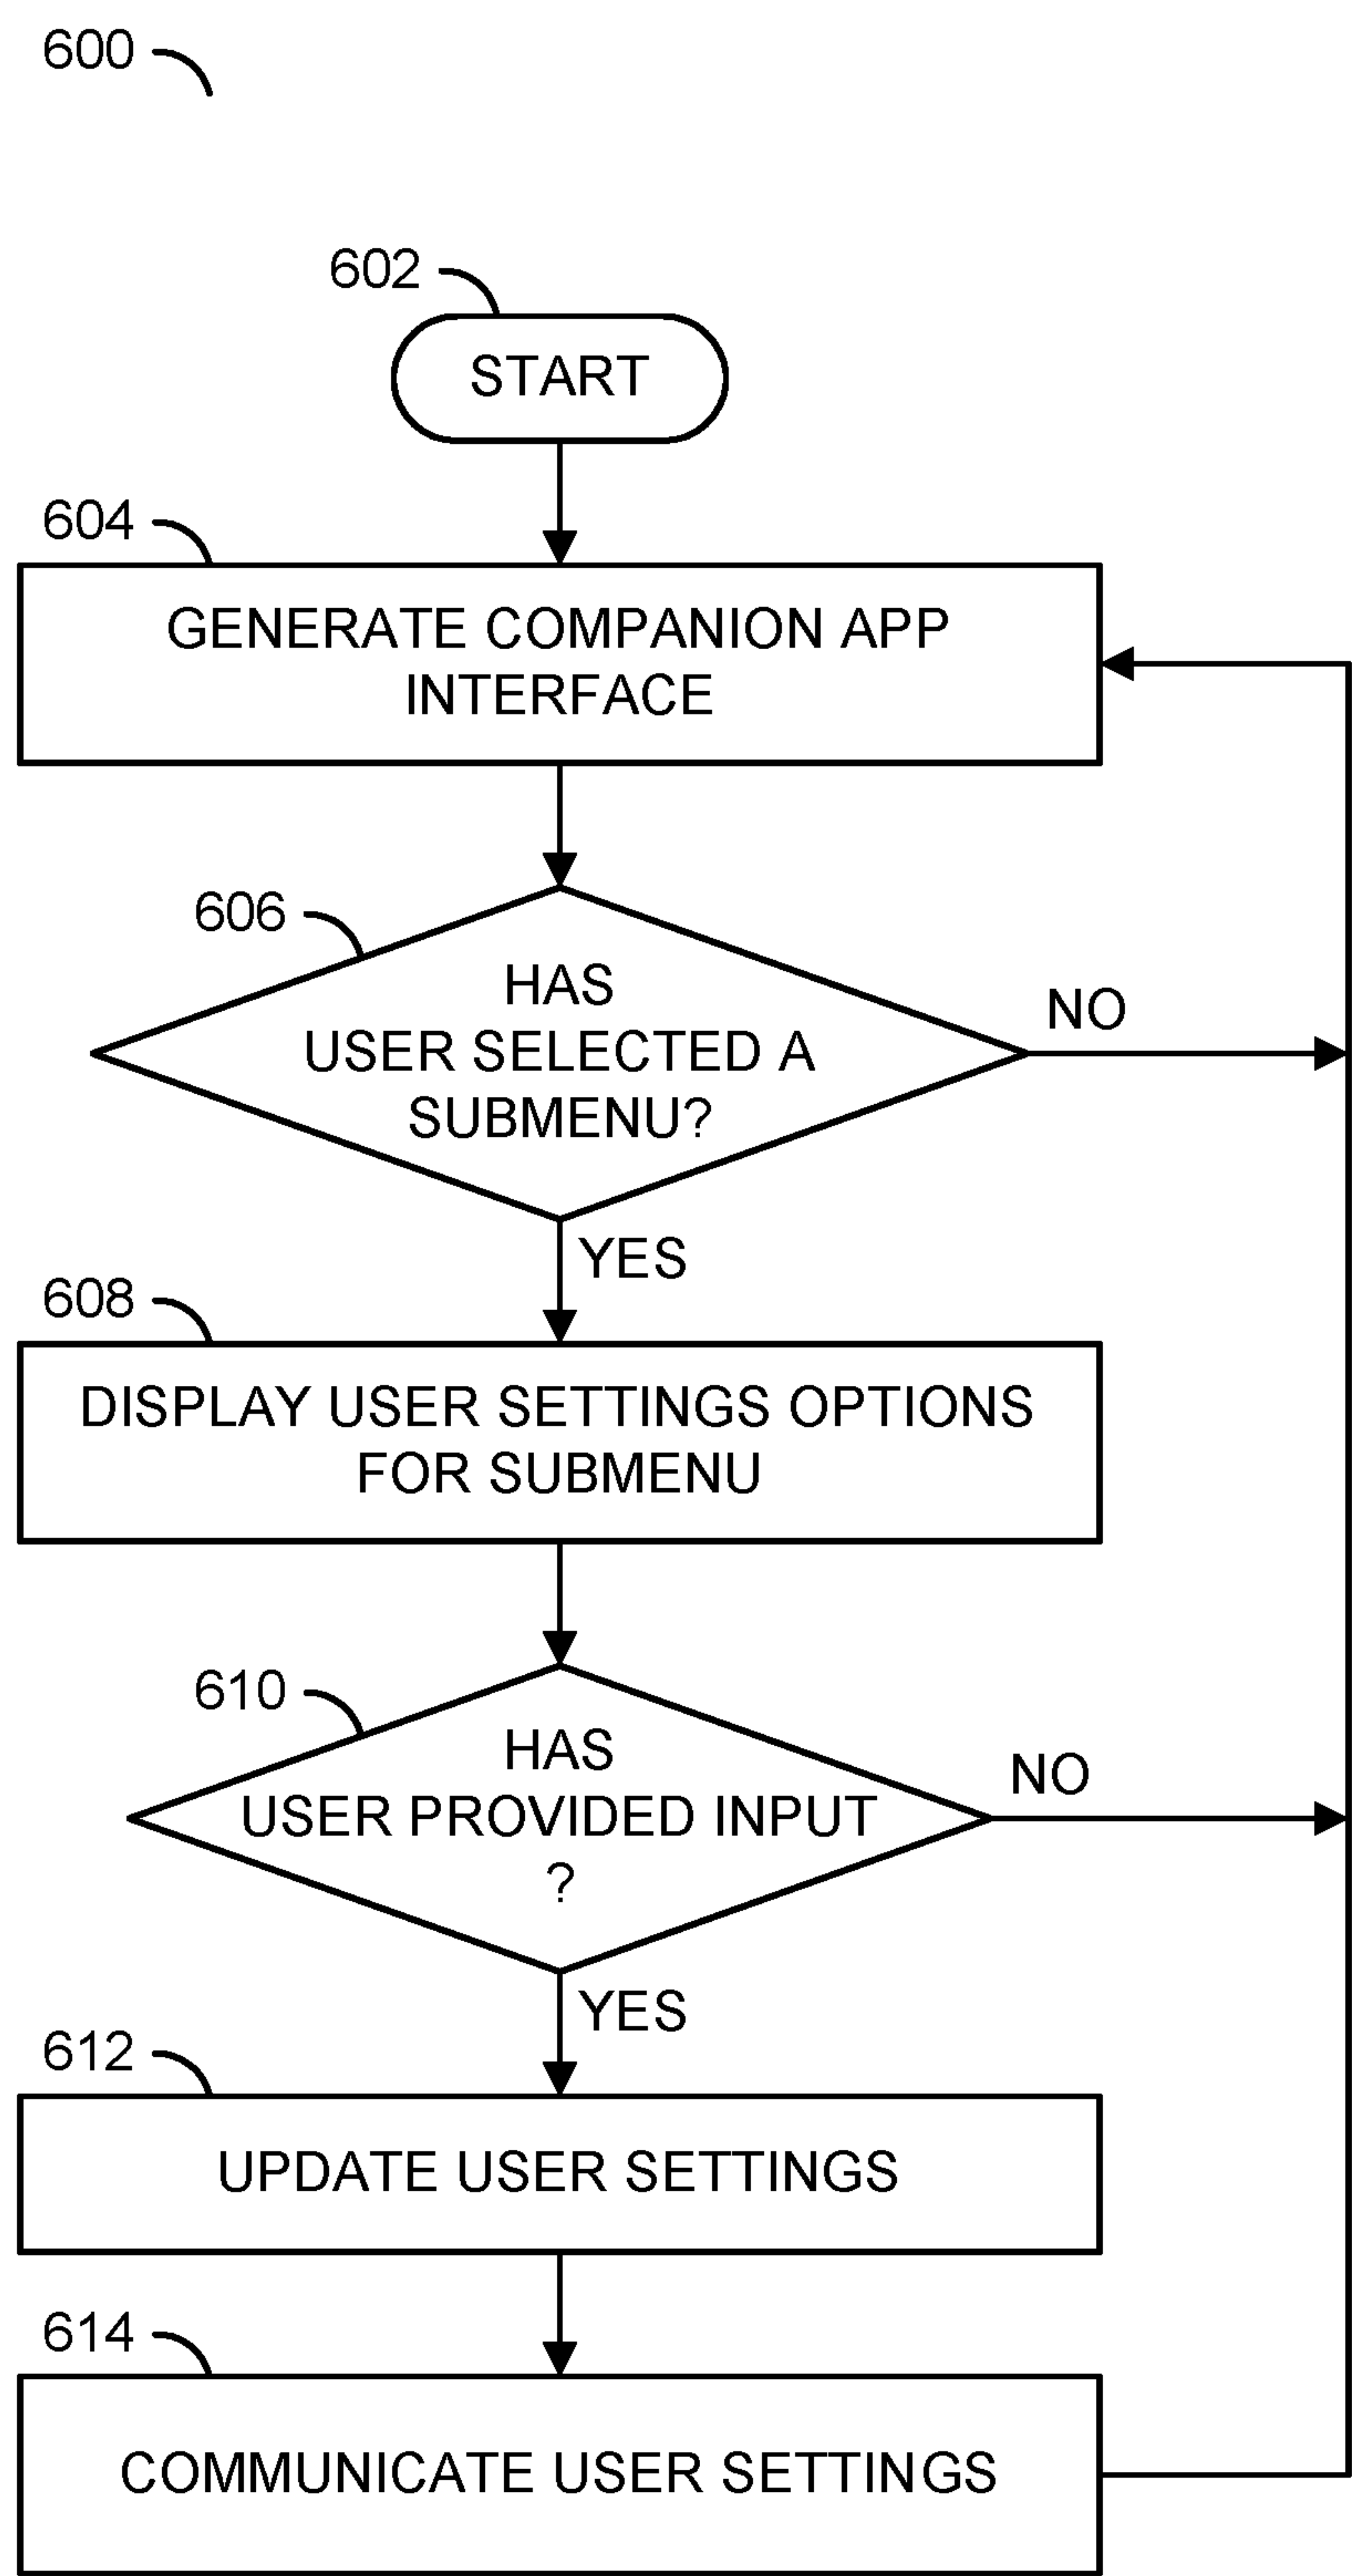 600
602
START
604
GENERATE COMPANION APP
INTERFACE
606
HAS
USER SELECTED A
SUBMENU?
NO
YES
608
DISPLAY USER SETTINGS OPTIONS
FOR SUBMENU
610
HAS
USER PROVIDED INPUT
?
NO
YES
612
UPDATE USER SETTINGS
614
COMMUNICATE USER SETTINGS